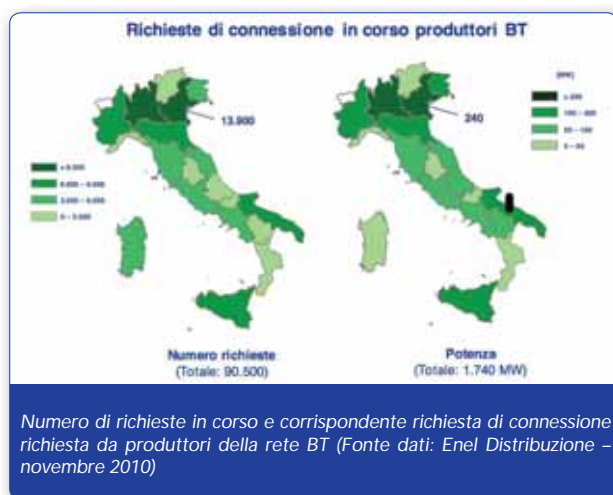 Richieste di connessione in corso produttori BT
13.900
240
Numero richieste
(Totale: 90.500)
Potenza
(Totale: 1.740 MW)
Numero di richieste in corso e corrispondente richiesta di connessione
richiesta da produttori della rete BT (Fonte dati: Enel Distribuzione –
novembre 2010)